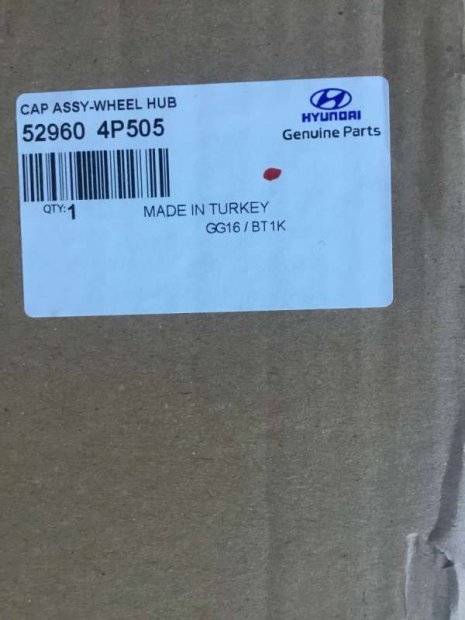 CAP ASSY-WHEEL HUB
52960 4P505
HYUNDAI
Genuine Parts
QTY:1
MADE IN TURKEY
GG16 / BT1K